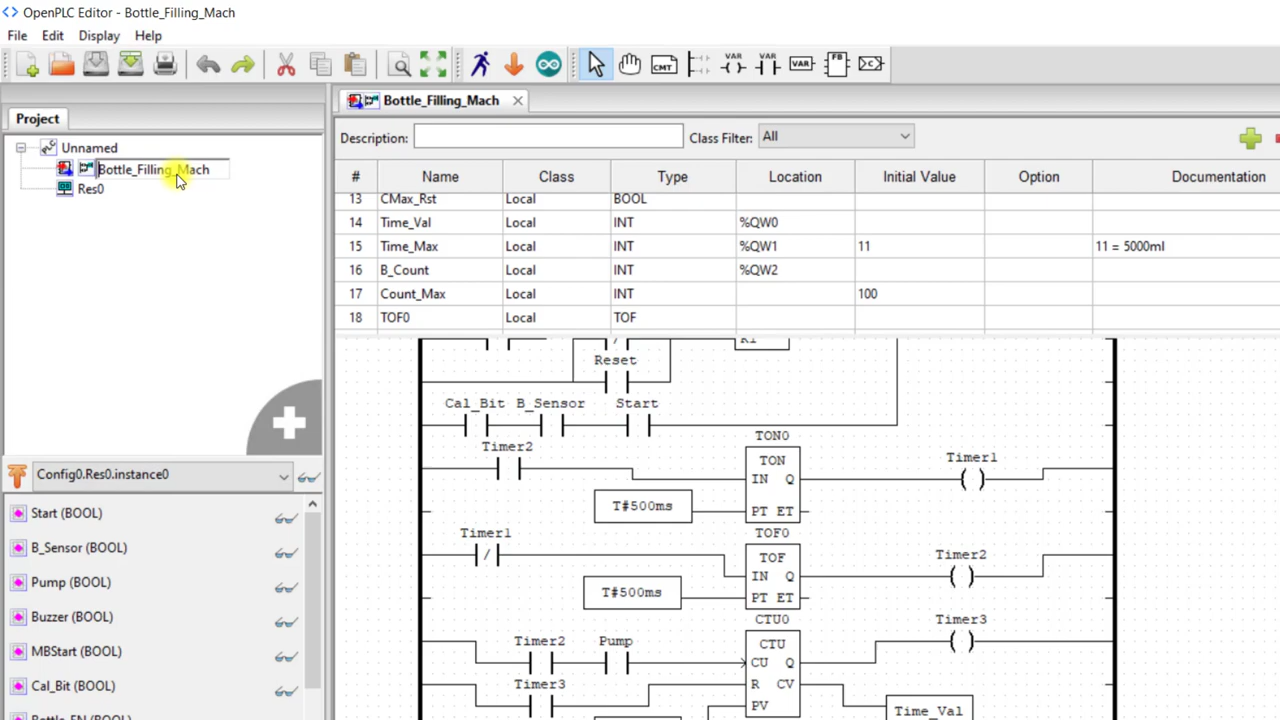 OpenPLC Editor - Bottle_Filling_Mach
File Edit Display Help
CMT VAR VAR VAR FB C
Project
Unnamed
Bottle_Filling_Mach
Res0
Bottle_Filling_Mach
Description: Class Filter: All
# Name Class Type Location Initial Value Option Documentation
13 CMax_Rst Local BOOL
14 Time_Val Local INT %QW0
15 Time_Max Local INT %QW1 11 11 = 5000ml
16 B_Count Local INT %QW2
17 Count_Max Local INT 100
18 TOF0 Local TOF
Reset
Cal_Bit B_Sensor Start
TON0
Timer2 TON Timer1
IN Q
T#500ms PT ET
TOF0
Timer1 TOF Timer2
IN Q
T#500ms PT ET
CTU0
Timer2 Pump CTU Timer3
CU Q
Timer3 R CV
PV Time_Val
Config0.Res0.instance0
Start (BOOL)
B_Sensor (BOOL)
Pump (BOOL)
Buzzer (BOOL)
MBStart (BOOL)
Cal_Bit (BOOL)